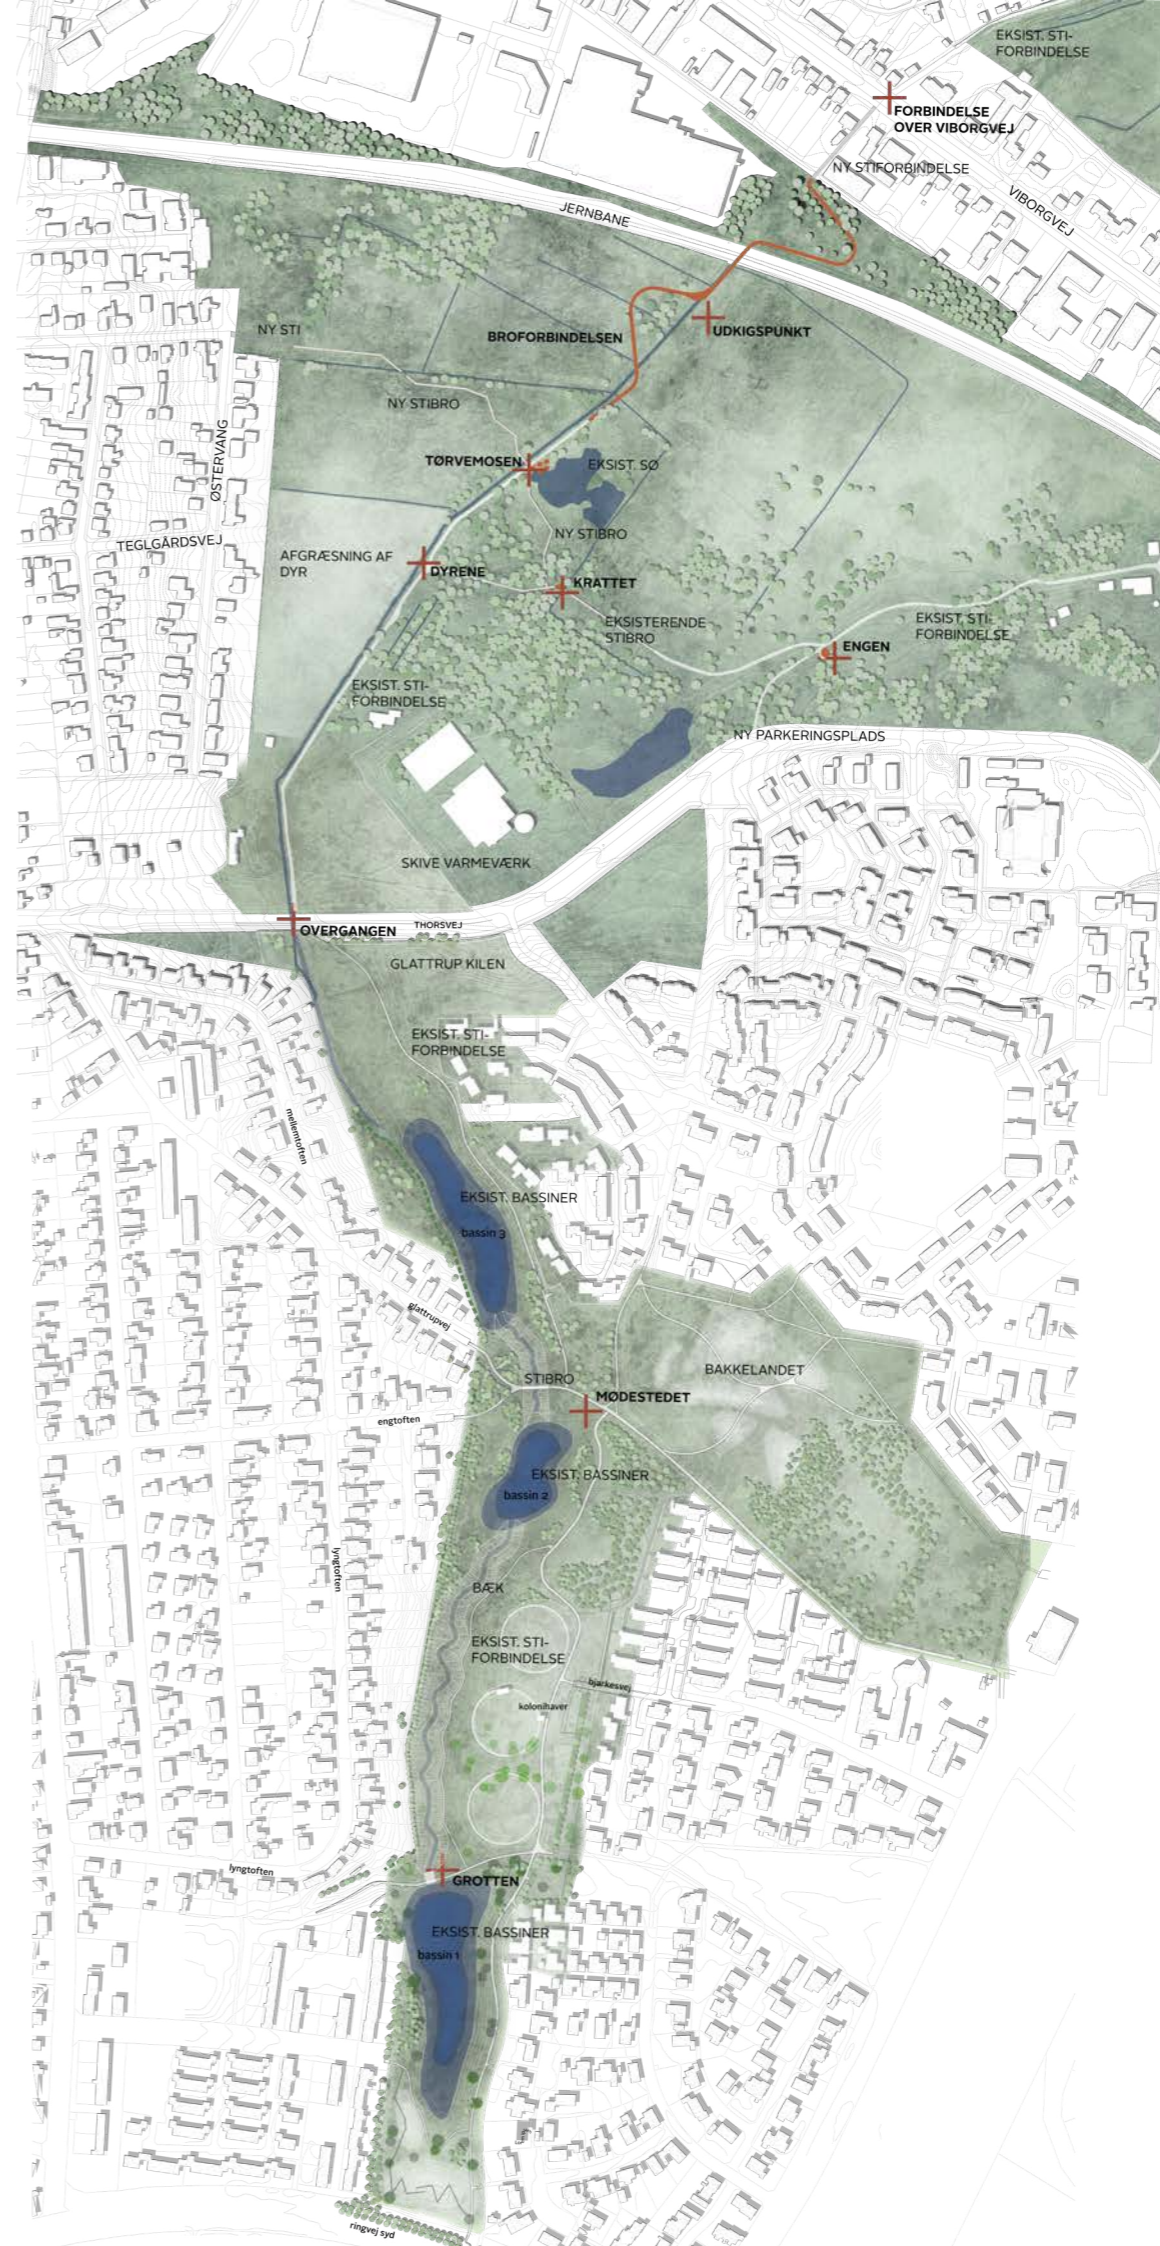 EKSIST. STI-
FORBINDELSE
FORBINDELSE
OVER VIBORGVEJ
NY STIFORBINDELSE
VIBORGVEJ
JERNBANE
UDKIGSPUNKT
BROFORBINDELSEN
NY STI
NY STIBRO
TØRVEMOSEN
EKSIST. SØ
ØSTERVANG
NY STIBRO
TEGLGÅRDSVEJ
AFGRÆSNING AF
DYR
DYRENE
KRATTET
EKSISTERENDE
STIBRO
EKSIST. STI-
FORBINDELSE
ENGEN
EKSIST. STI-
FORBINDELSE
NY PARKERINGSPLADS
SKIVE VARMEVÆRK
OVERGANGEN
THORSVEJ
GLATTRUP KILEN
EKSIST. STI-
FORBINDELSE
mellemtoften
EKSIST. BASSINER
bassin 3
glattrupvej
STIBRO
BAKKELANDET
MØDESTEDET
engtoften
EKSIST. BASSINER
bassin 2
lyngtoften
BÆK
EKSIST. STI-
FORBINDELSE
bjarkesvej
kolonihaver
lyngtoften
GROTTEN
EKSIST. BASSINER
bassin 1
ringvej syd